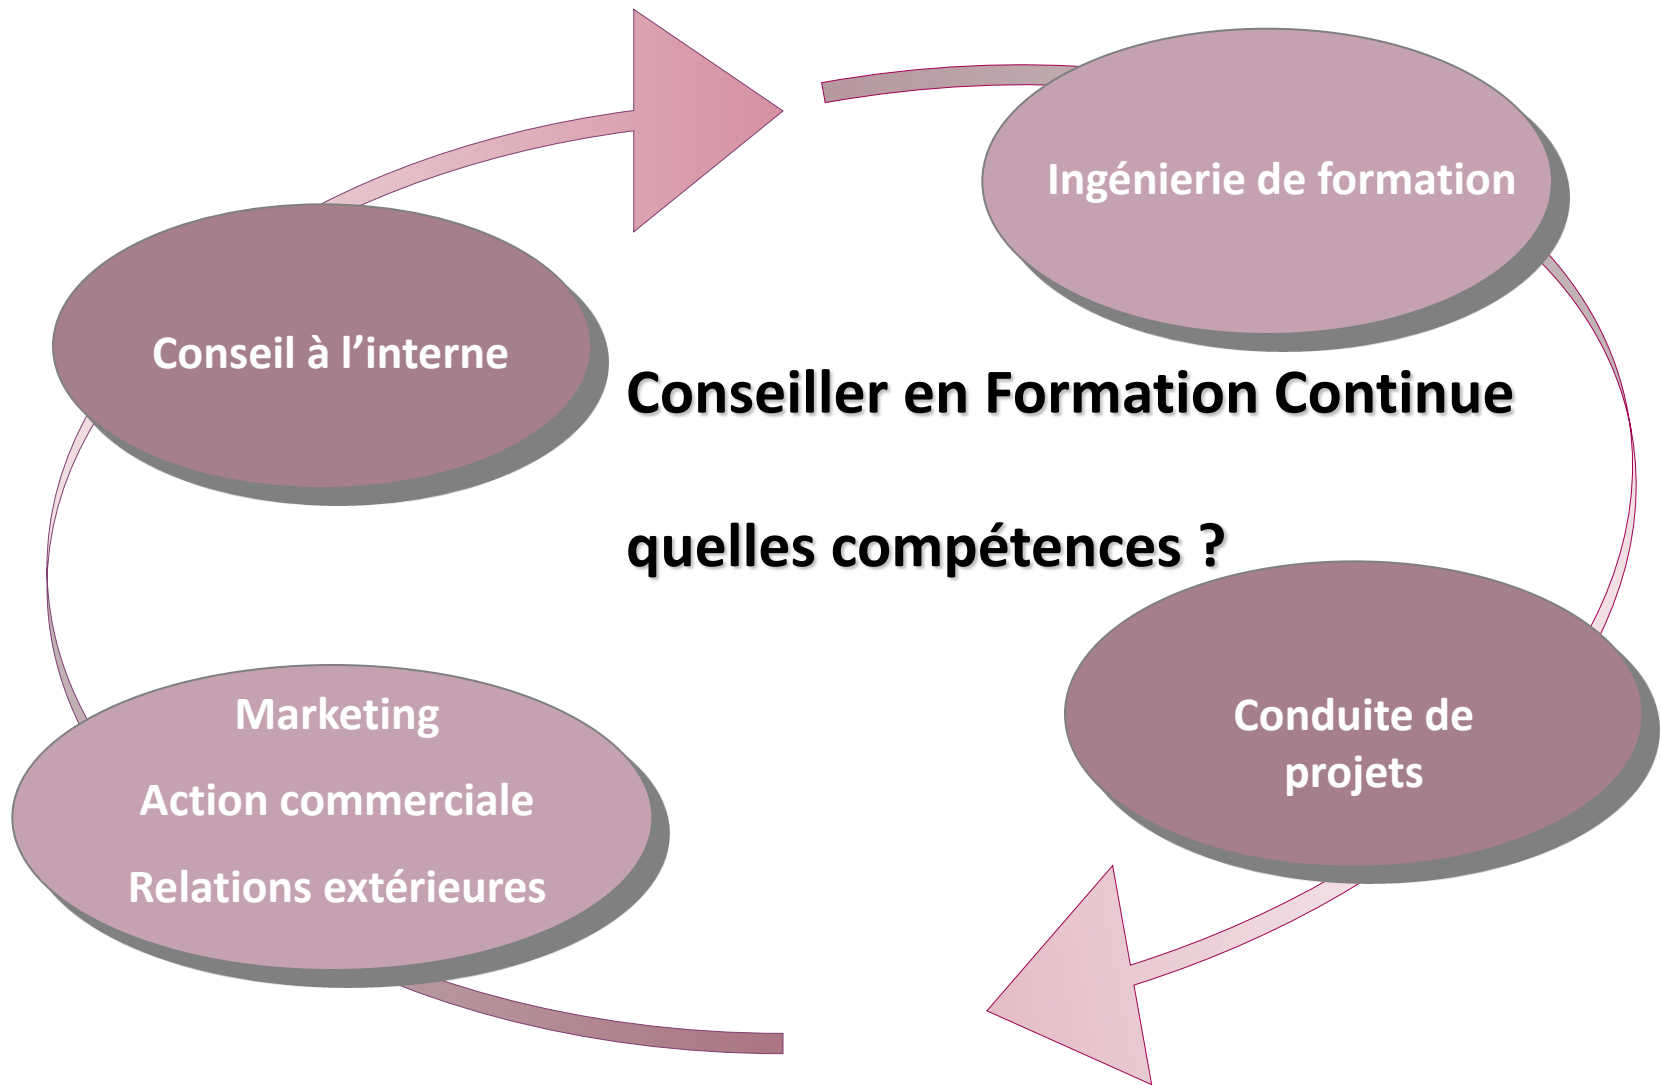 Ingénierie de formation
Conseil à l’interne
Conseiller en Formation Continue
quelles compétences ?
Marketing
Action commerciale
Relations extérieures
Conduite de
projets